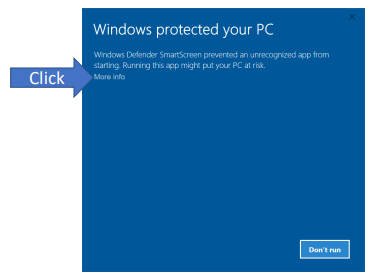 Windows protected your PC
Windows Defender SmartScreen prevented an unrecognized app from
starting. Running this app might put your PC at risk.
Click
More info
Don't run